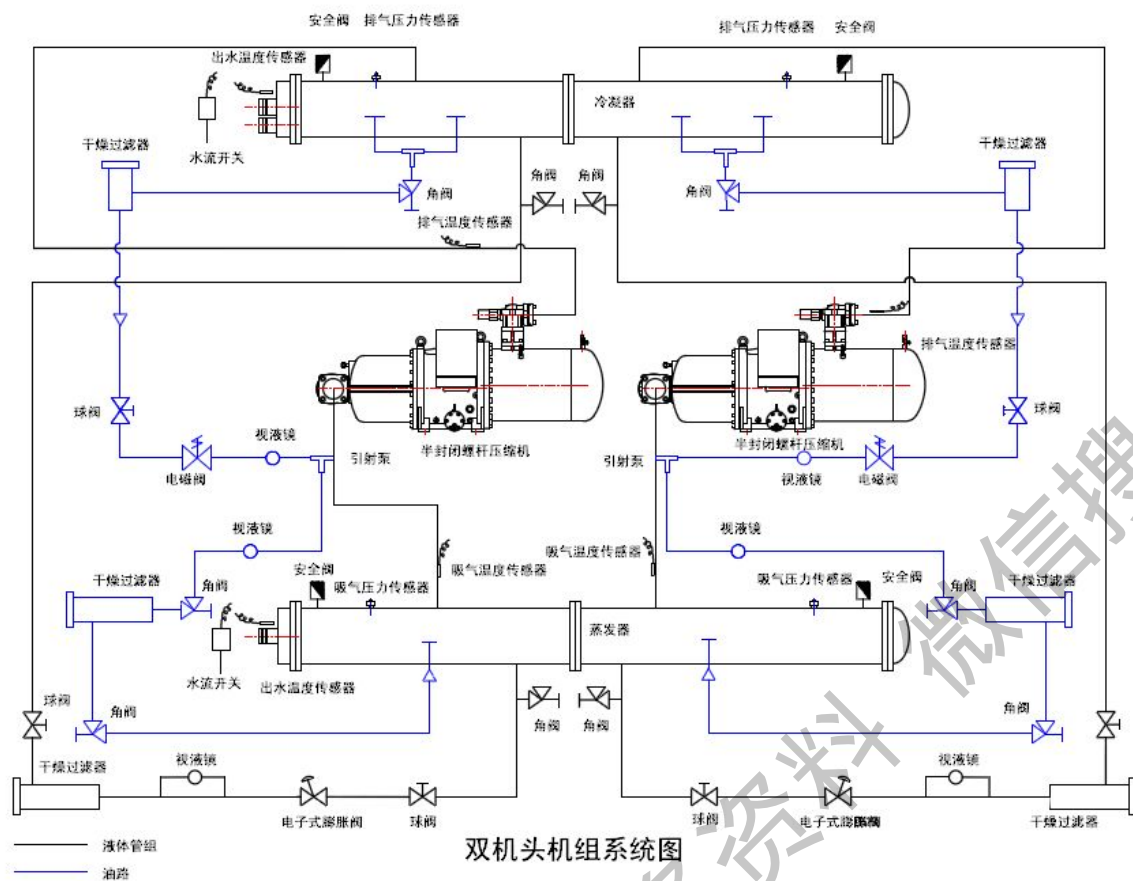 安全阀 排气压力传感器
排气压力传感器 安全阀
出水温度传感器
冷凝器
干燥过滤器
水流开关
角阀
角阀
角阀
角阀
干燥过滤器
排气温度传感器
排气温度传感器
球阀
视液镜
引射泵
半封闭螺杆压缩机
引射泵
半封闭螺杆压缩机
球阀
电磁阀
视液镜
电磁阀
视液镜
视液镜
吸气温度传感器
吸气温度传感器
干燥过滤器
角阀
安全阀
吸气压力传感器
吸气压力传感器
安全阀
角阀
干燥过滤器
蒸发器
水流开关
出水温度传感器
球阀
角阀
角阀
角阀
角阀
干燥过滤器
视液镜
视液镜
电子式膨胀阀
球阀
球阀
电子式膨胀阀
干燥过滤器
双机头机组系统图
液体管组
油路
资料 微信搜